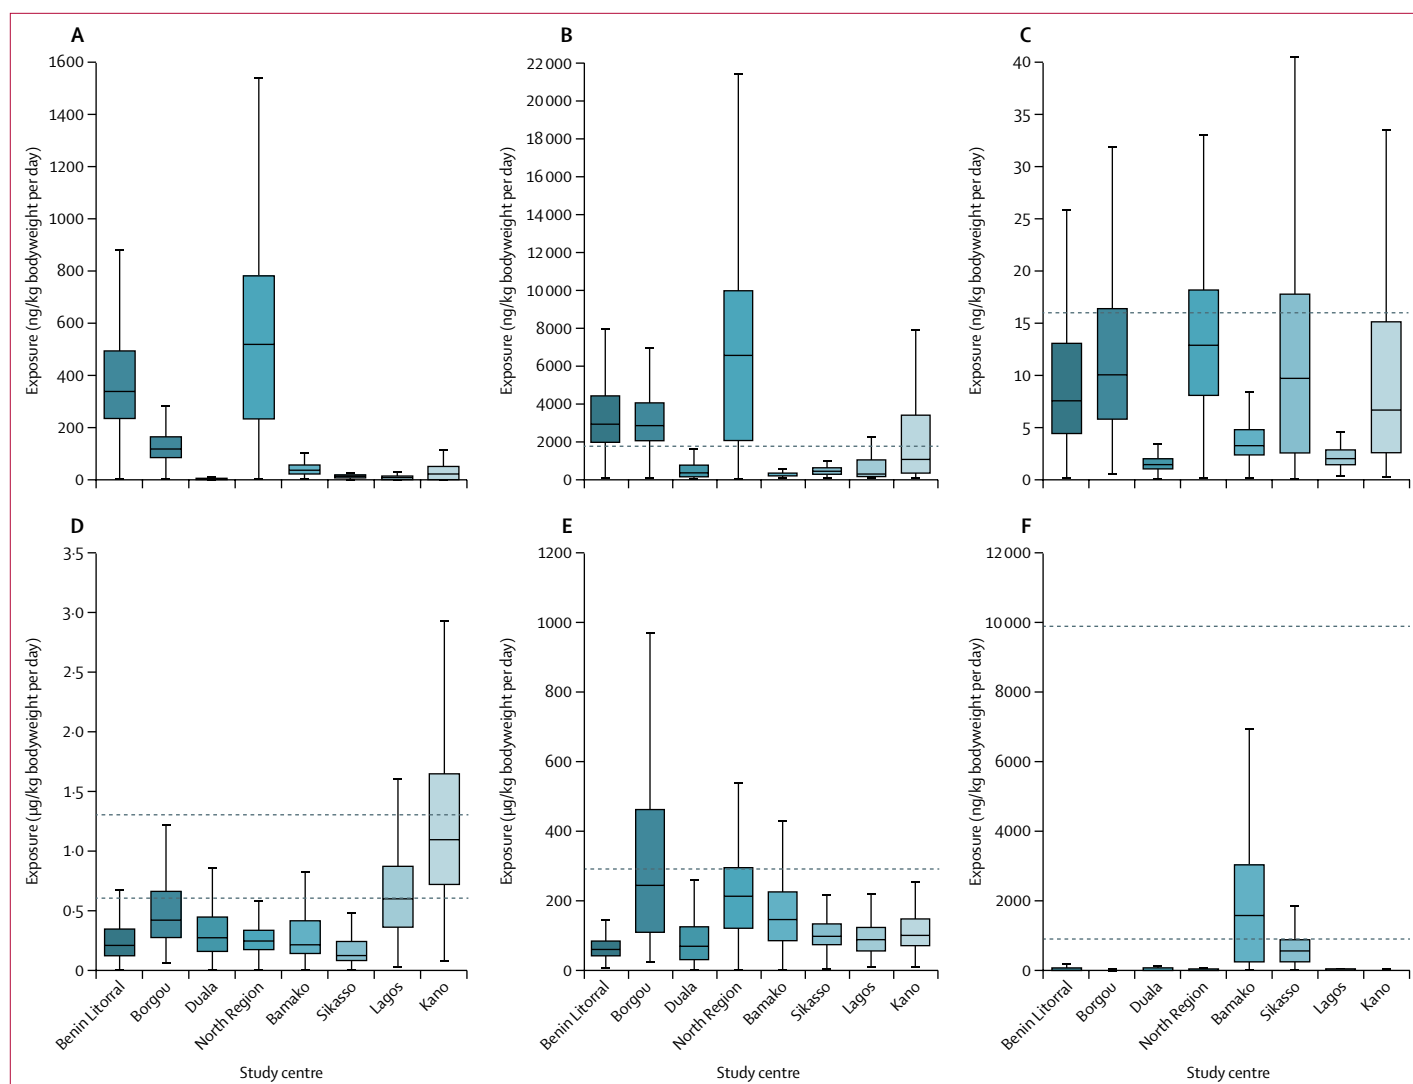 A
B
C
Exposure (ng/kg bodyweight per day)
1600
1400
1200
1000
800
600
400
200
0
Exposure (ng/kg bodyweight per day)
22 000
20 000
18 000
16 000
14 000
12 000
10 000
8000
6000
4000
2000
0
Exposure (ng/kg bodyweight per day)
40
35
30
25
20
15
10
5
0
D
E
F
Exposure (µg/kg bodyweight per day)
3·5
3·0
2·5
2·0
1·5
1·0
0·5
0
Benin Litorral
Borgou
Duala
North Region
Bamako
Sikasso
Lagos
Kano
Study centre
Exposure (µg/kg bodyweight per day)
1200
1000
800
600
400
200
0
Benin Litorral
Borgou
Duala
North Region
Bamako
Sikasso
Lagos
Kano
Study centre
Exposure (ng/kg bodyweight per day)
12 000
10 000
8000
6000
4000
2000
0
Benin Litorral
Borgou
Duala
North Region
Bamako
Sikasso
Lagos
Kano
Study centre